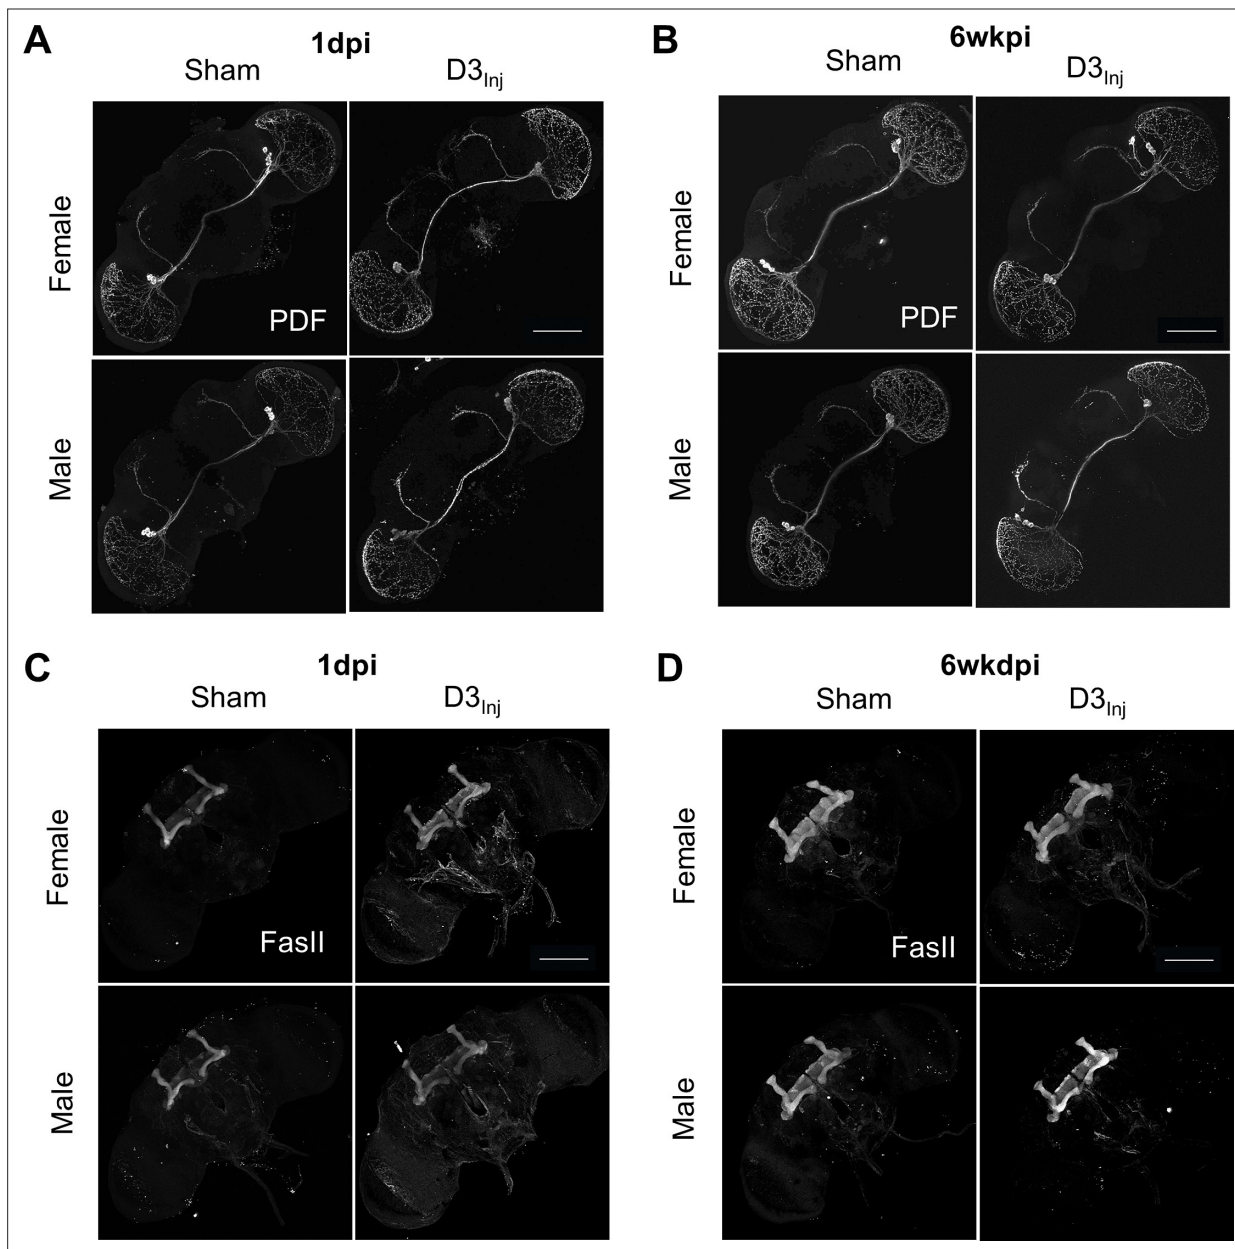 A
1dpi
Sham
D3Inj
Female
PDF
Male
B
6wkpi
Sham
D3Inj
Female
PDF
Male
C
1dpi
Sham
D3Inj
Female
FasII
Male
D
6wkdpi
Sham
D3Inj
Female
FasII
Male